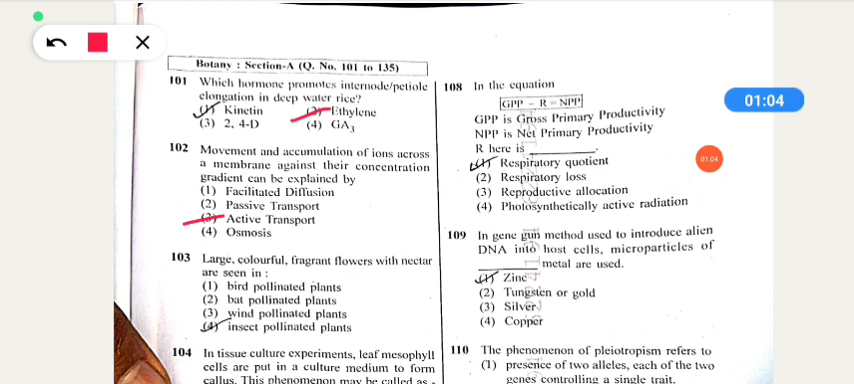 Botany : Section-A (Q. No. 101 to 135)
101 Which hormone promotes internode/petiole
elongation in deep water rice?
(1) Kinetin (2) Ethylene
(3) 2, 4-D (4) GA3
102 Movement and accumulation of ions across
a membrane against their concentration
gradient can be explained by
(1) Facilitated Diffusion
(2) Passive Transport
(3) Active Transport
(4) Osmosis
103 Large, colourful, fragrant flowers with nectar
are seen in :
(1) bird pollinated plants
(2) bat pollinated plants
(3) wind pollinated plants
(4) insect pollinated plants
104 In tissue culture experiments, leaf mesophyll
cells are put in a culture medium to form
callus. This phenomenon may be called as
108 In the equation
GPP - R = NPP
GPP is Gross Primary Productivity
NPP is Net Primary Productivity
R here is ________.
(1) Respiratory quotient
(2) Respiratory loss
(3) Reproductive allocation
(4) Photosynthetically active radiation
109 In gene gun method used to introduce alien
DNA into host cells, microparticles of
________ metal are used.
(1) Zinc
(2) Tungsten or gold
(3) Silver
(4) Copper
110 The phenomenon of pleiotropism refers to
(1) presence of two alleles, each of the two
genes controlling a single trait.
01:04
01:04